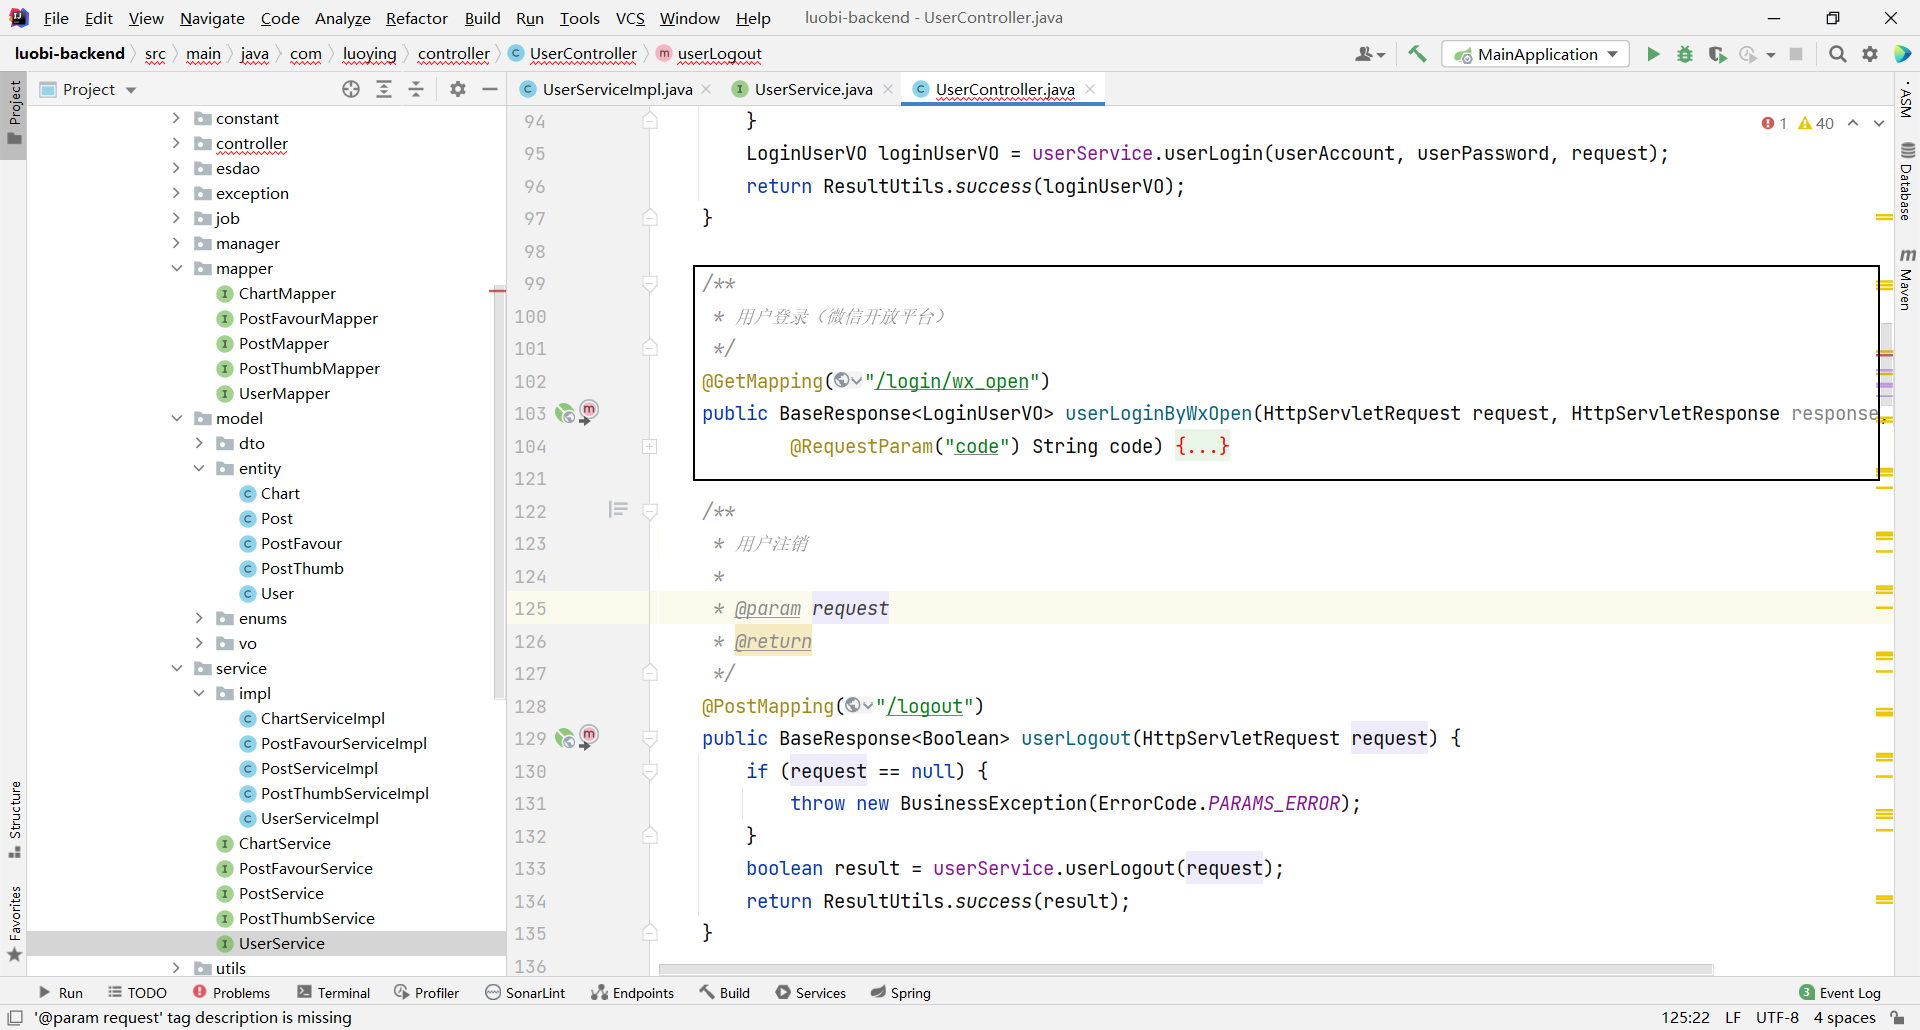 File Edit View Navigate Code Analyze Refactor Build Run Tools VCS Window Help luobi-backend - UserController.java
luobi-backend src main java com luoying controller UserController userLogout MainApplication
Project UserServiceImpl.java UserService.java UserController.java
constant
controller
esdao
exception
job
manager
mapper
ChartMapper
PostFavourMapper
PostMapper
PostThumbMapper
UserMapper
model
dto
entity
Chart
Post
PostFavour
PostThumb
User
enums
vo
service
impl
ChartServiceImpl
PostFavourServiceImpl
PostServiceImpl
PostThumbServiceImpl
UserServiceImpl
ChartService
PostFavourService
PostService
PostThumbService
UserService
utils
1 40
94 }
95 LoginUserVO loginUserVO = userService.userLogin(userAccount, userPassword, request);
96 return ResultUtils.success(loginUserVO);
97 }
98
99 /**
100 * 用户登录（微信开放平台）
101 */
102 @GetMapping("/login/wx_open")
103 public BaseResponse<LoginUserVO> userLoginByWxOpen(HttpServletRequest request, HttpServletResponse response,
104 @RequestParam("code") String code) {...}
121
122 /**
123 * 用户注销
124 *
125 * @param request
126 * @return
127 */
128 @PostMapping("/logout")
129 public BaseResponse<Boolean> userLogout(HttpServletRequest request) {
130 if (request == null) {
131 throw new BusinessException(ErrorCode.PARAMS_ERROR);
132 }
133 boolean result = userService.userLogout(request);
134 return ResultUtils.success(result);
135 }
136
Project
Structure
Favorites
ASM
Database
Maven
Run TODO Problems Terminal Profiler SonarLint Endpoints Build Services Spring 3 Event Log
'@param request' tag description is missing 125:22 LF UTF-8 4 spaces